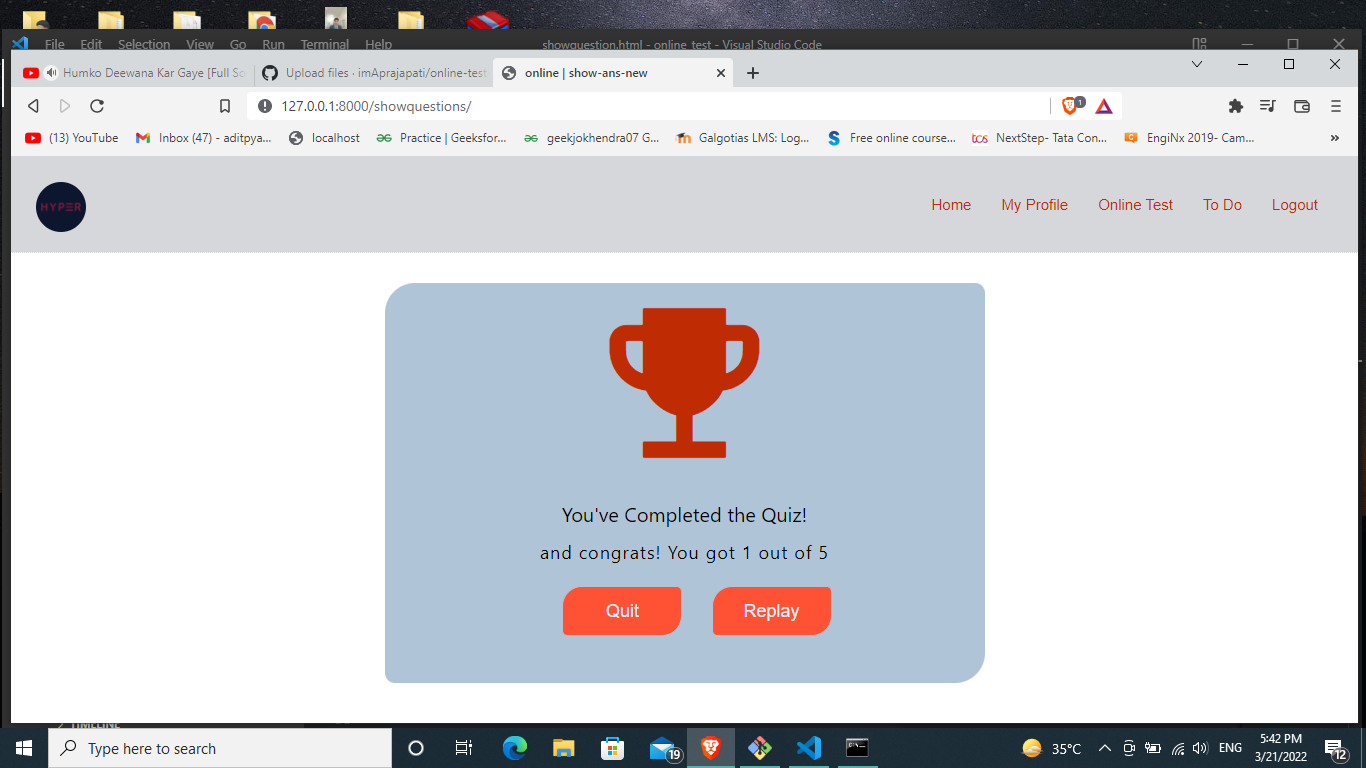 File Edit Selection View Go Run Terminal Help showquestion.html - online_test - Visual Studio Code
Humko Deewana Kar Gaye [Full So
Upload files · imAprajapati/online-test
online | show-ans-new
127.0.0.1:8000/showquestions/
1
(13) YouTube
Inbox (47) - aditpya...
localhost
Practice | Geeksfor...
geekjokhendra07 G...
Galgotias LMS: Log...
Free online course...
tcs
NextStep- Tata Con...
EngiNx 2019- Cam...
HYPER
Home My Profile Online Test To Do Logout
You've Completed the Quiz!
and congrats! You got 1 out of 5
Quit Replay
TIMELINE
Type here to search
19
35°C
ENG
5:42 PM
3/21/2022
12